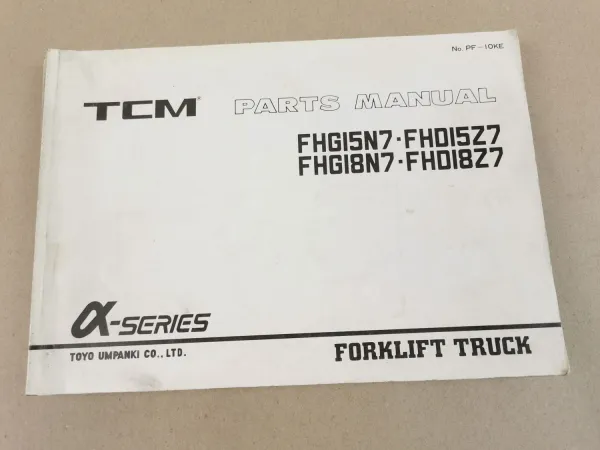 No. PF-10KE
TCM® PARTS MANUAL
FHG15N7·FHD15Z7
FHG18N7·FHD18Z7
α-SERIES
TOYO UMPANKI CO., LTD.
FORKLIFT TRUCK